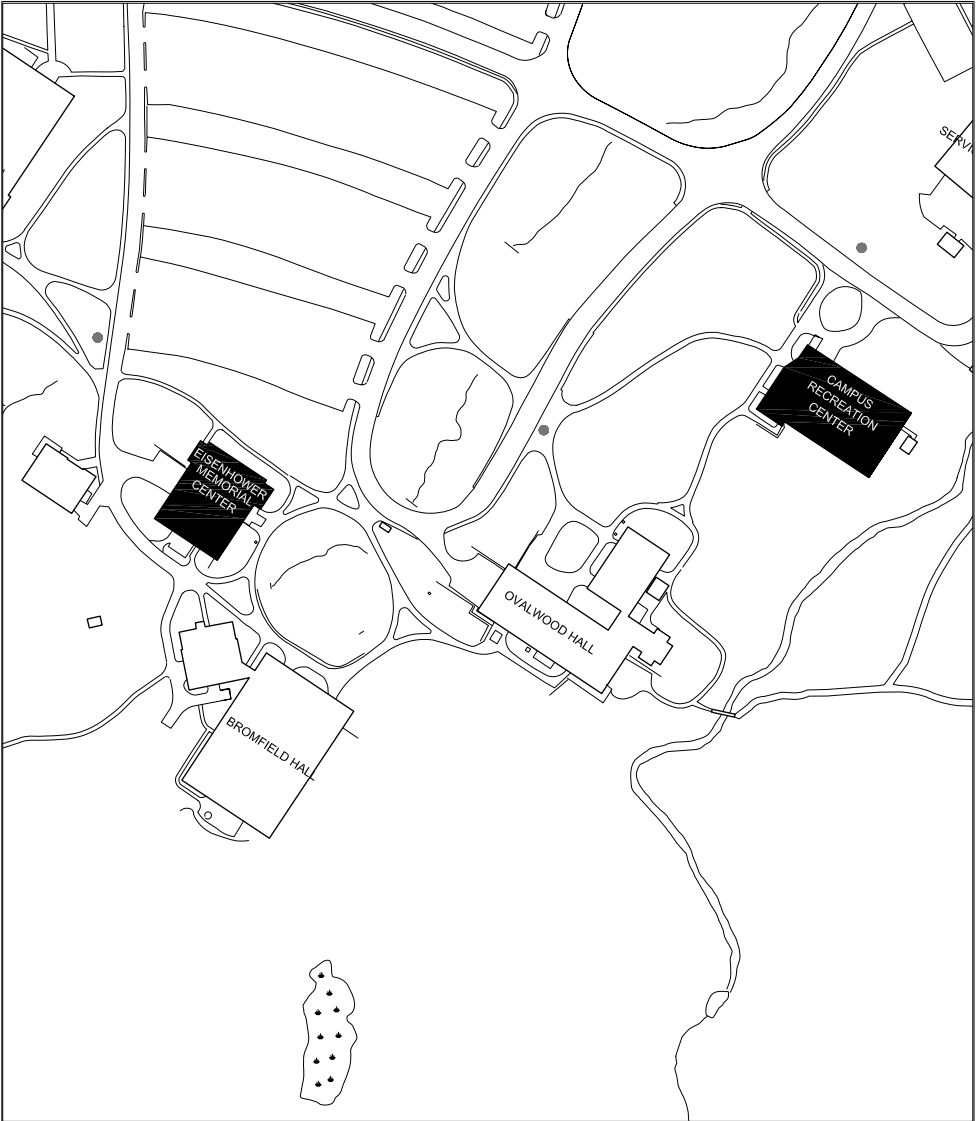 CAMPUS
RECREATION
CENTER
EISENHOWER
MEMORIAL
CENTER
OVALWOOD HALL
BROMFIELD HALL